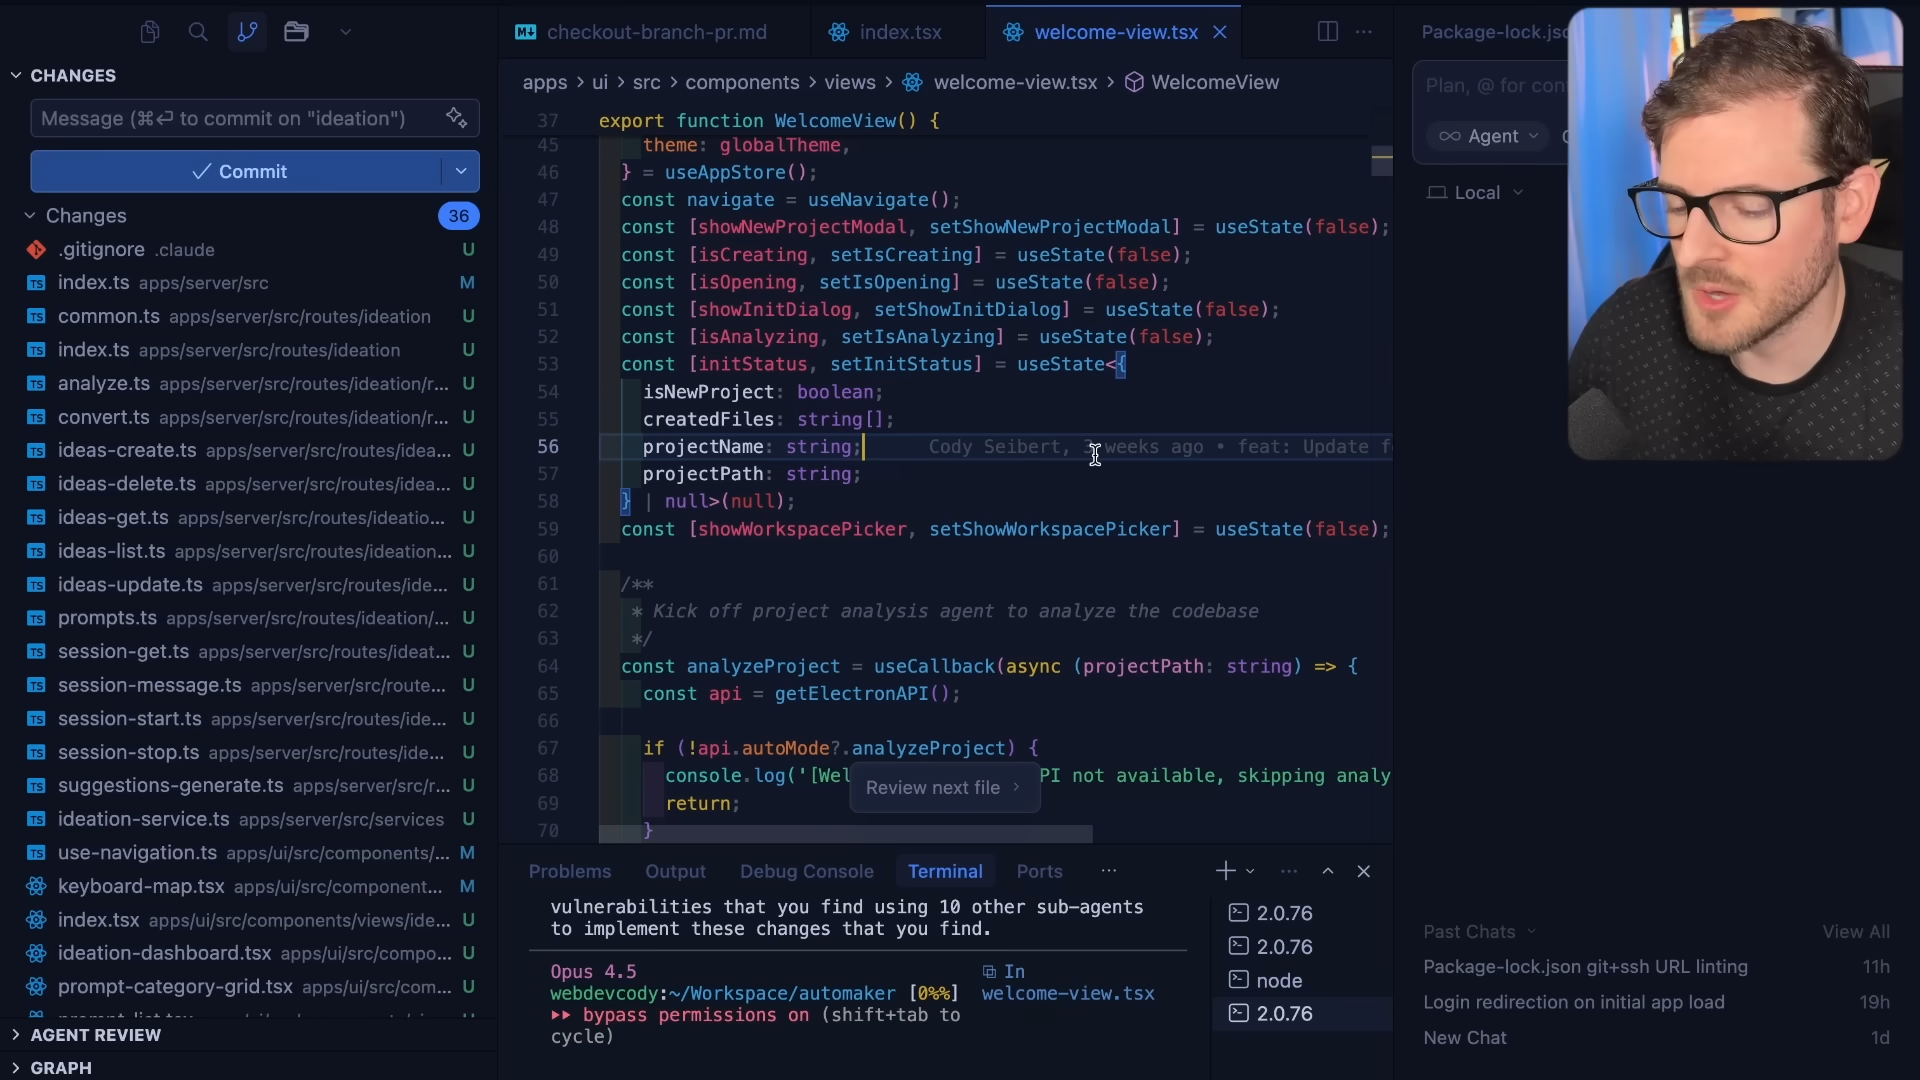 CHANGES
Message (⌘⏎ to commit on "ideation")
Commit
Changes
36
.gitignore .claude U
index.ts apps/server/src M
common.ts apps/server/src/routes/ideation U
index.ts apps/server/src/routes/ideation U
analyze.ts apps/server/src/routes/ideation/r... U
convert.ts apps/server/src/routes/ideation/r... U
ideas-create.ts apps/server/src/routes/idea... U
ideas-delete.ts apps/server/src/routes/idea... U
ideas-get.ts apps/server/src/routes/ideatio... U
ideas-list.ts apps/server/src/routes/ideation... U
ideas-update.ts apps/server/src/routes/ide... U
prompts.ts apps/server/src/routes/ideation/... U
session-get.ts apps/server/src/routes/ideat... U
session-message.ts apps/server/src/route... U
session-start.ts apps/server/src/routes/ide... U
session-stop.ts apps/server/src/routes/ide... U
suggestions-generate.ts apps/server/src/r... U
ideation-service.ts apps/server/src/services U
use-navigation.ts apps/ui/src/components/... M
keyboard-map.tsx apps/ui/src/component... M
index.tsx apps/ui/src/components/views/ide... U
ideation-dashboard.tsx apps/ui/src/compo... U
prompt-category-grid.tsx apps/ui/src/com... U
AGENT REVIEW
GRAPH
checkout-branch-pr.md
index.tsx
welcome-view.tsx
apps > ui > src > components > views > welcome-view.tsx > WelcomeView
37 export function WelcomeView() {
45 theme: globalTheme,
46 } = useAppStore();
47 const navigate = useNavigate();
48 const [showNewProjectModal, setShowNewProjectModal] = useState(false);
49 const [isCreating, setIsCreating] = useState(false);
50 const [isOpening, setIsOpening] = useState(false);
51 const [showInitDialog, setShowInitDialog] = useState(false);
52 const [isAnalyzing, setIsAnalyzing] = useState(false);
53 const [initStatus, setInitStatus] = useState<{
54 isNewProject: boolean;
55 createdFiles: string[];
56 projectName: string; Cody Seibert, 3 weeks ago • feat: Update f
57 projectPath: string;
58 } | null>(null);
59 const [showWorkspacePicker, setShowWorkspacePicker] = useState(false);
60
61 /**
62 * Kick off project analysis agent to analyze the codebase
63 */
64 const analyzeProject = useCallback(async (projectPath: string) => {
65 const api = getElectronAPI();
66
67 if (!api.autoMode?.analyzeProject) {
68 console.log('[Wel PI not available, skipping analy
69 return;
70 }
Review next file
Problems
Output
Debug Console
Terminal
Ports
vulnerabilities that you find using 10 other sub-agents
to implement these changes that you find.
Opus 4.5 In
webdevcody:~/Workspace/automaker [0%%] welcome-view.tsx
bypass permissions on (shift+tab to
cycle)
2.0.76
2.0.76
node
2.0.76
Package-lock.jsc
Plan, @ for con
Agent
Local
Past Chats
View All
Package-lock.json git+ssh URL linting 11h
Login redirection on initial app load 19h
New Chat 1d